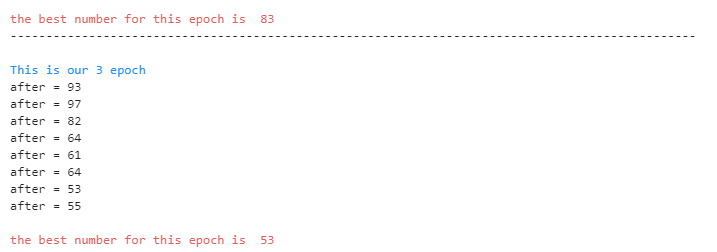 the best number for this epoch is  83
------------------------------------------------------------------------------------------------
This is our 3 epoch
after = 93
after = 97
after = 82
after = 64
after = 61
after = 64
after = 53
after = 55
the best number for this epoch is  53